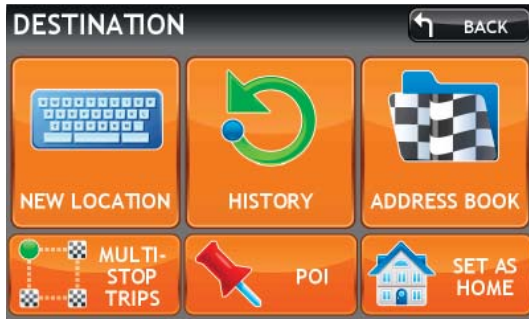 DESTINATION
BACK
NEW LOCATION
HISTORY
ADDRESS BOOK
MULTI-
STOP
TRIPS
POI
SET AS
HOME